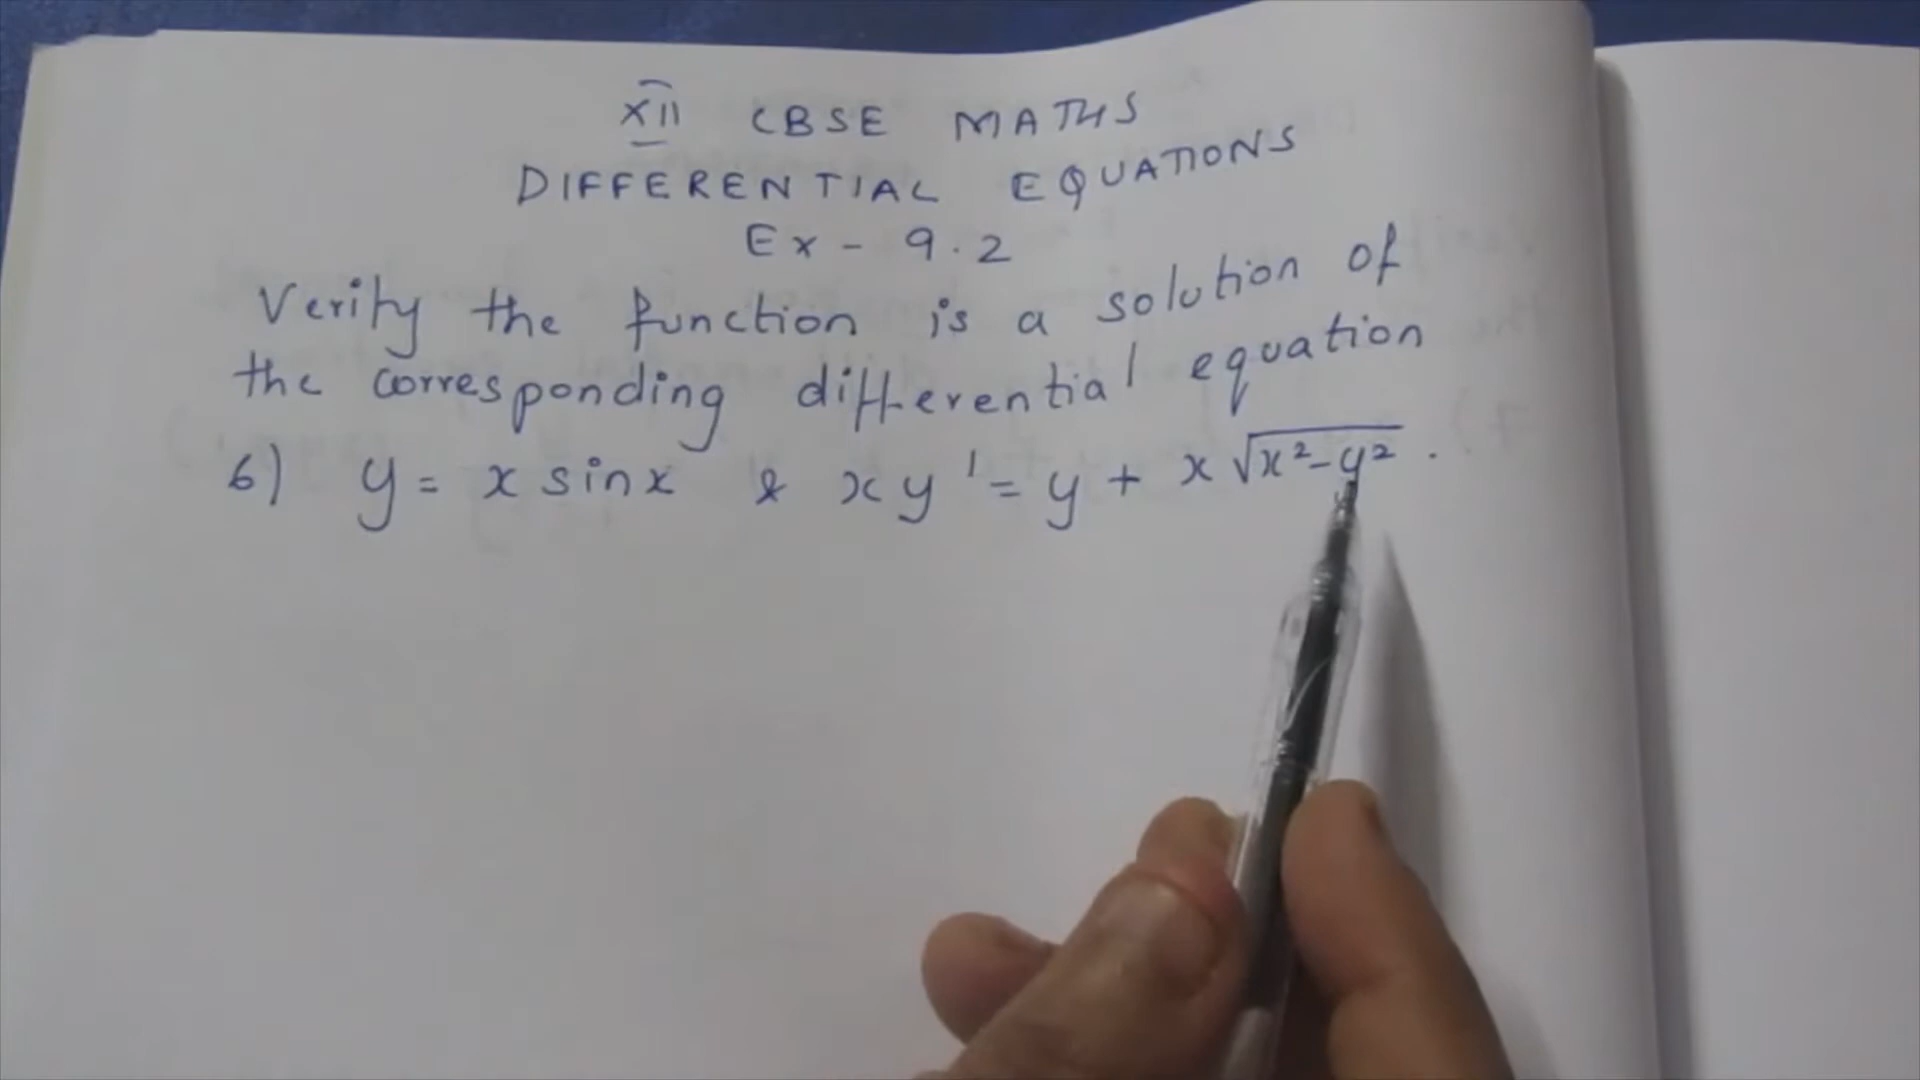 XII CBSE MATHS
DIFFERENTIAL EQUATIONS
Ex - 9.2
Verify the function is a solution of
the corresponding differential equation
6) y = x sinx & xy' = y + x √x²-y² .